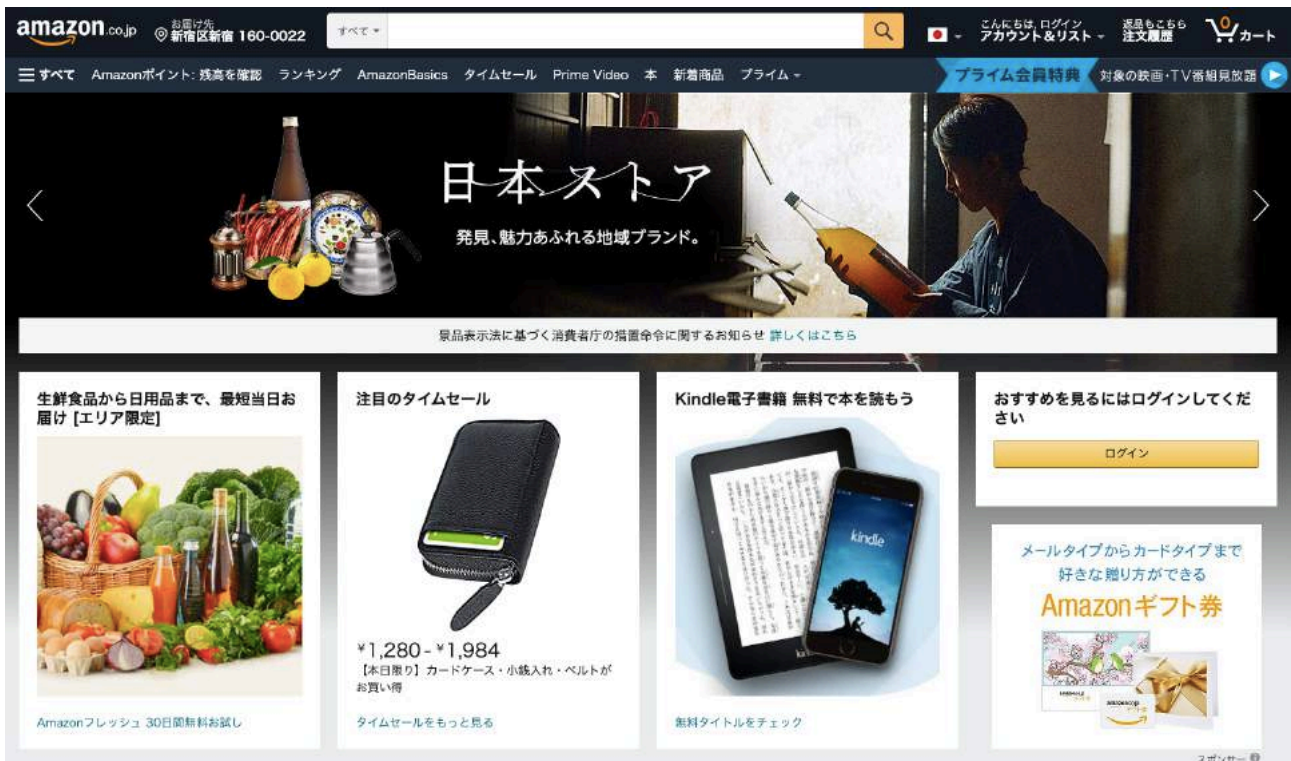 amazon.co.jp
お届け先
新宿区新宿 160-0022
すべて
こんにちは, ログイン
アカウント&リスト
返品もこちら
注文履歴
0
カート
すべて
Amazonポイント: 残高を確認
ランキング
AmazonBasics
タイムセール
Prime Video
本
新着商品
プライム
プライム会員特典
対象の映画・TV番組見放題
日本ストア
発見、魅力あふれる地域ブランド。
景品表示法に基づく消費者庁の措置命令に関するお知らせ 詳しくはこちら
生鮮食品から日用品まで、最短当日お
届け [エリア限定]
Amazonフレッシュ 30日間無料お試し
注目のタイムセール
¥1,280 - ¥1,984
【本日限り】カードケース・小銭入れ・ベルトが
お買い得
タイムセールをもっと見る
Kindle電子書籍 無料で本を読もう
kindle
無料タイトルをチェック
おすすめを見るにはログインしてくだ
さい
ログイン
メールタイプからカードタイプまで
好きな贈り方ができる
Amazonギフト券
スポンサー